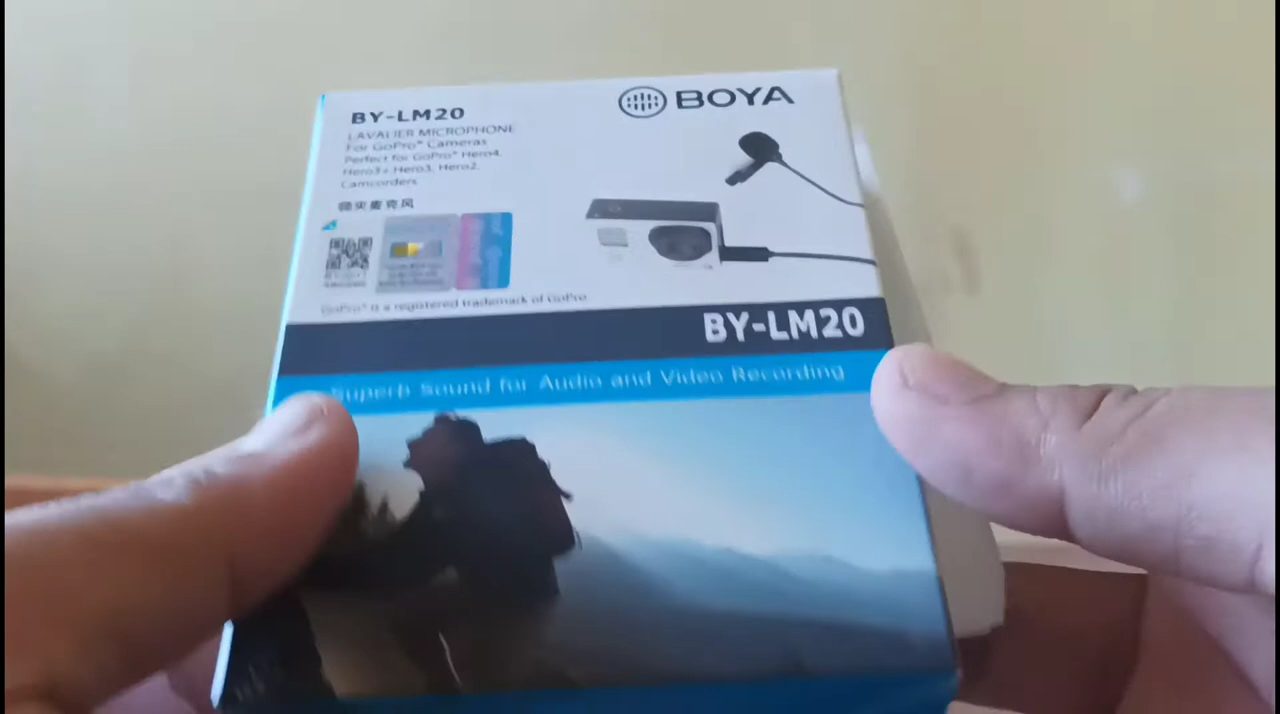 BY-LM20
BOYA
LAVALIER MICROPHONE
For GoPro® Cameras
Perfect for GoPro® Hero4,
Hero3+,Hero3, Hero2,
Camcorders
领夹麦克风
GoPro® is a registered trademark of GoPro
BY-LM20
Superb Sound for Audio and Video Recording